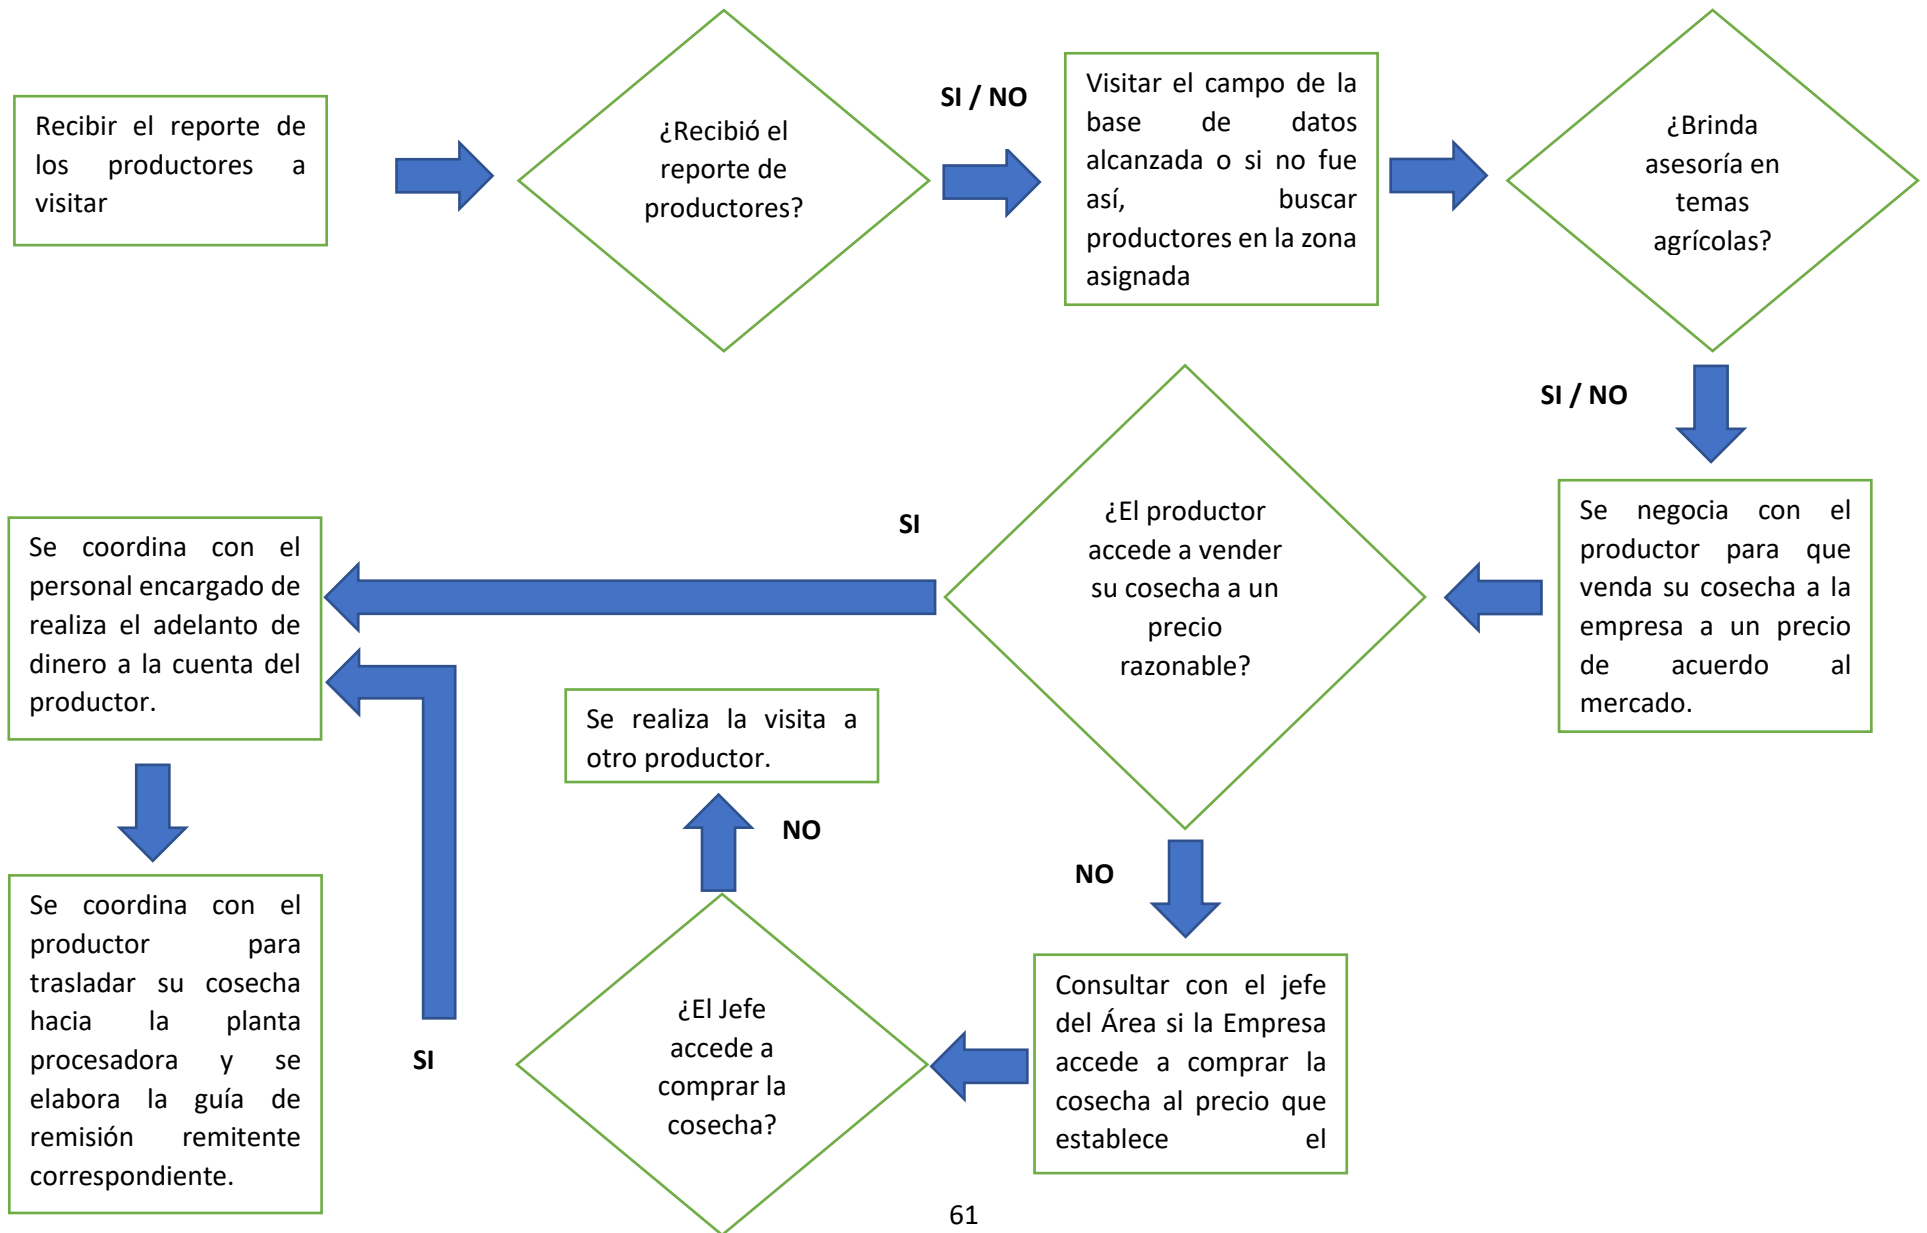 Recibir el reporte de
los productores a
visitar
¿Recibió el
reporte de
productores?
SI / NO
Visitar el campo de la
base de datos
alcanzada o si no fue
así, buscar
productores en la zona
asignada
¿Brinda
asesoría en
temas
agrícolas?
SI / NO
Se negocia con el
productor para que
venda su cosecha a la
empresa a un precio
de acuerdo al
mercado.
¿El productor
accede a vender
su cosecha a un
precio
razonable?
SI
Se coordina con el
personal encargado de
realiza el adelanto de
dinero a la cuenta del
productor.
Se coordina con el
productor para
trasladar su cosecha
hacia la planta
procesadora y se
elabora la guía de
remisión remitente
correspondiente.
NO
Consultar con el jefe
del Área si la Empresa
accede a comprar la
cosecha al precio que
establece el
¿El Jefe
accede a
comprar la
cosecha?
SI
NO
Se realiza la visita a
otro productor.
61